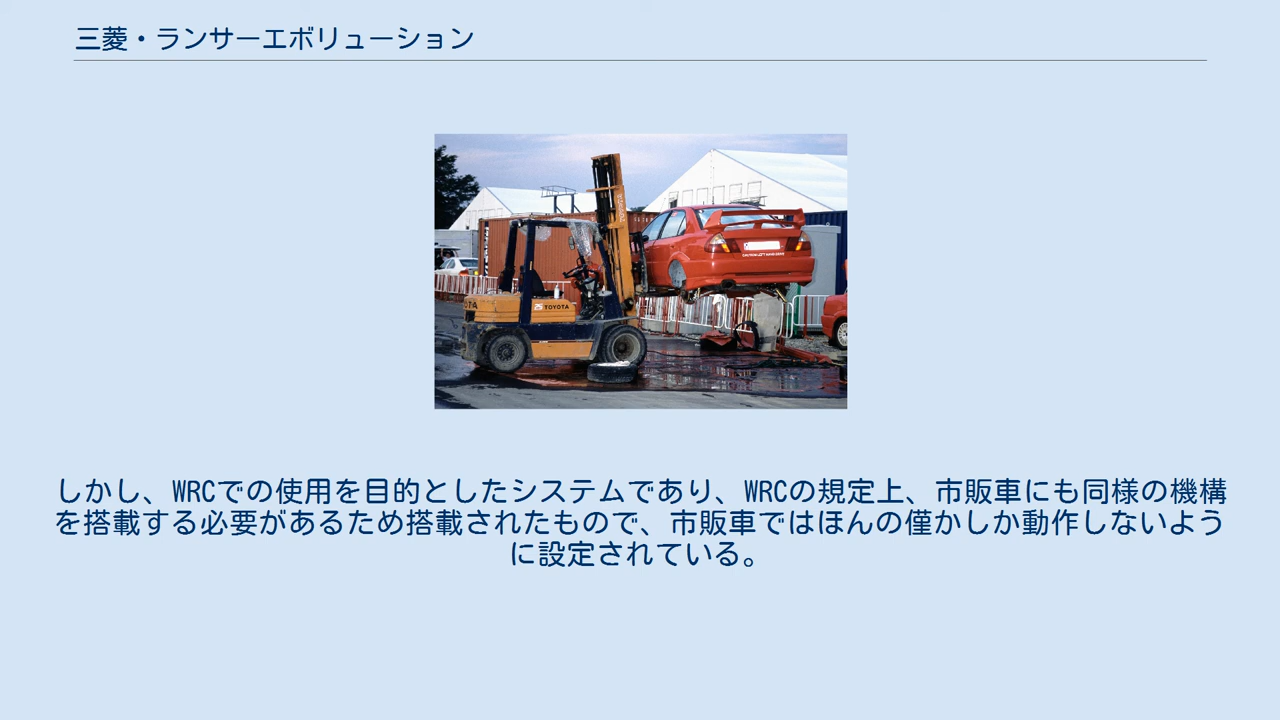 三菱・ランサーエボリューション
TOYOTA
25 TOYOTA
しかし、WRCでの使用を目的としたシステムであり、WRCの規定上、市販車にも同様の機構
を搭載する必要があるため搭載されたもので、市販車ではほんの僅かしか動作しないよう
に設定されている。